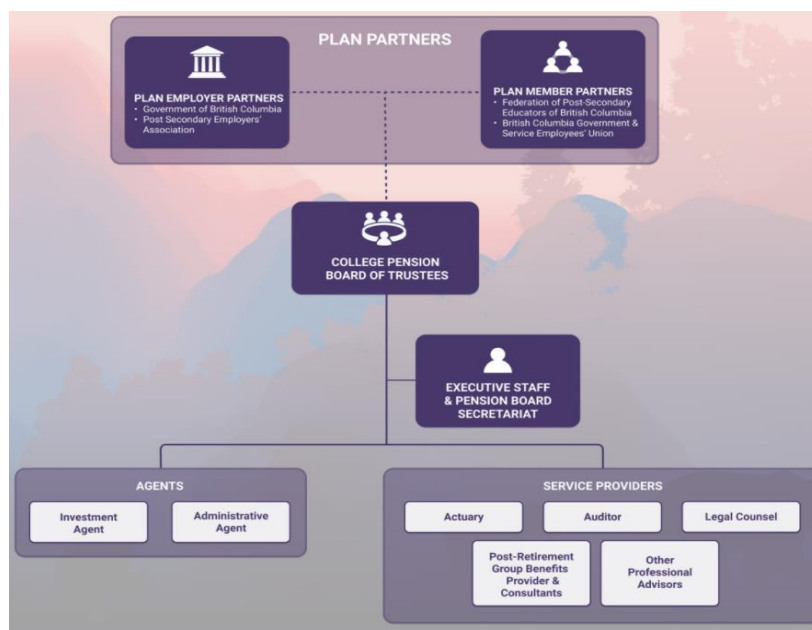 PLAN PARTNERS
PLAN EMPLOYER PARTNERS
• Government of British Columbia
• Post Secondary Employers'
Association
PLAN MEMBER PARTNERS
• Federation of Post-Secondary
Educators of British Columbia
• British Columbia Government &
Service Employees' Union
COLLEGE PENSION
BOARD OF TRUSTEES
EXECUTIVE STAFF
& PENSION BOARD
SECRETARIAT
AGENTS
Investment
Agent
Administrative
Agent
SERVICE PROVIDERS
Actuary
Auditor
Legal Counsel
Post-Retirement
Group Benefits
Provider &
Consultants
Other
Professional
Advisors